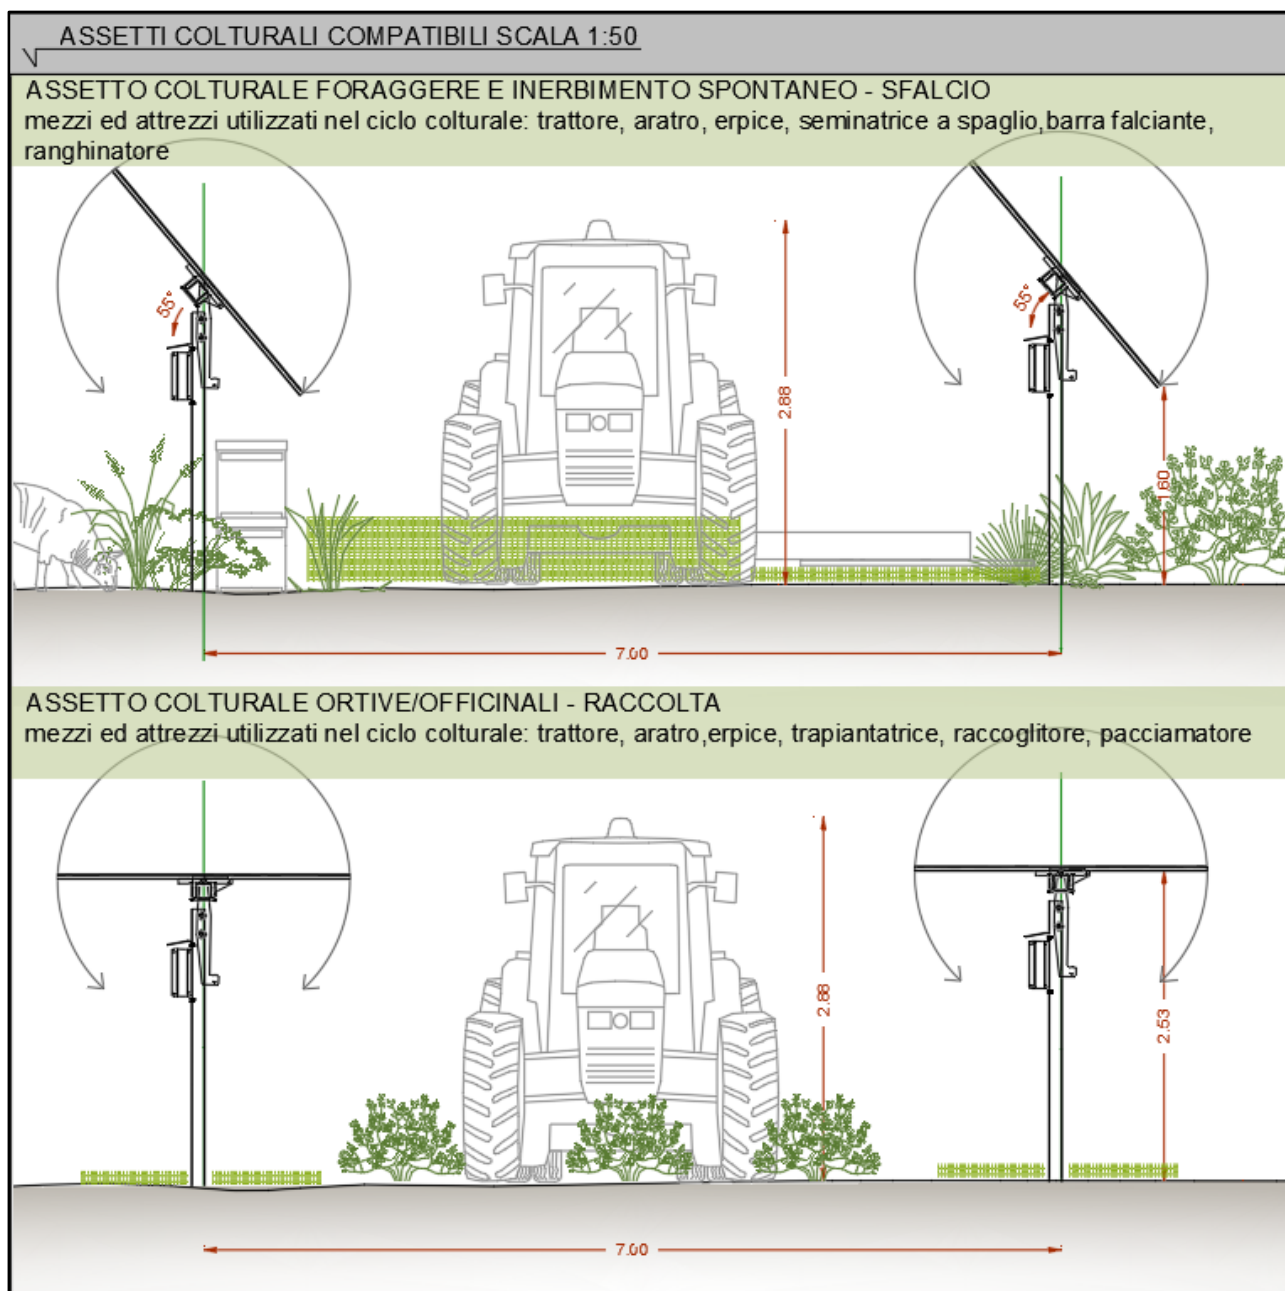 ASSETTI COLTURALI COMPATIBILI SCALA 1:50
ASSETTO COLTURALE FORAGGERE E INERBIMENTO SPONTANEO - SFALCIO
mezzi ed attrezzi utilizzati nel ciclo colturale: trattore, aratro, erpice, seminatrice a spaglio,barra falciante,
ranghinatore
55°
55°
2.88
1.60
7.00
ASSETTO COLTURALE ORTIVE/OFFICINALI - RACCOLTA
mezzi ed attrezzi utilizzati nel ciclo colturale: trattore, aratro,erpice, trapiantatrice, raccoglitore, pacciamatore
2.88
2.53
7.00